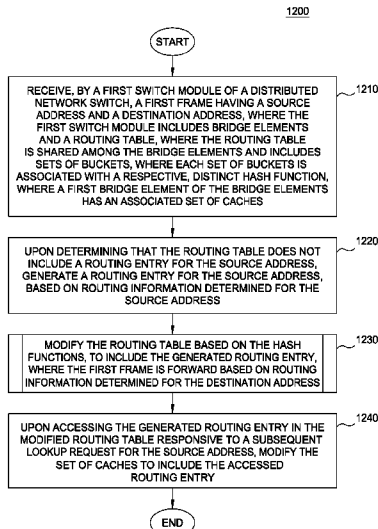 1200
START
RECEIVE, BY A FIRST SWITCH MODULE OF A DISTRIBUTED
NETWORK SWITCH, A FIRST FRAME HAVING A SOURCE
ADDRESS AND A DESTINATION ADDRESS, WHERE THE
FIRST SWITCH MODULE INCLUDES BRIDGE ELEMENTS
AND A ROUTING TABLE, WHERE THE ROUTING TABLE
IS SHARED AMONG THE BRIDGE ELEMENTS AND INCLUDES
SETS OF BUCKETS, WHERE EACH SET OF BUCKETS IS
ASSOCIATED WITH A RESPECTIVE, DISTINCT HASH FUNCTION,
WHERE A FIRST BRIDGE ELEMENT OF THE BRIDGE ELEMENTS
HAS AN ASSOCIATED SET OF CACHES
1210
UPON DETERMINING THAT THE ROUTING TABLE DOES NOT
INCLUDE A ROUTING ENTRY FOR THE SOURCE ADDRESS,
GENERATE A ROUTING ENTRY FOR THE SOURCE ADDRESS,
BASED ON ROUTING INFORMATION DETERMINED FOR THE
SOURCE ADDRESS
1220
MODIFY THE ROUTING TABLE BASED ON THE HASH
FUNCTIONS, TO INCLUDE THE GENERATED ROUTING ENTRY,
WHERE THE FIRST FRAME IS FORWARD BASED ON ROUTING
INFORMATION DETERMINED FOR THE DESTINATION ADDRESS
1230
UPON ACCESSING THE GENERATED ROUTING ENTRY IN THE
MODIFIED ROUTING TABLE RESPONSIVE TO A SUBSEQUENT
LOOKUP REQUEST FOR THE SOURCE ADDRESS, MODIFY THE
SET OF CACHES TO INCLUDE THE ACCESSED
ROUTING ENTRY
1240
END